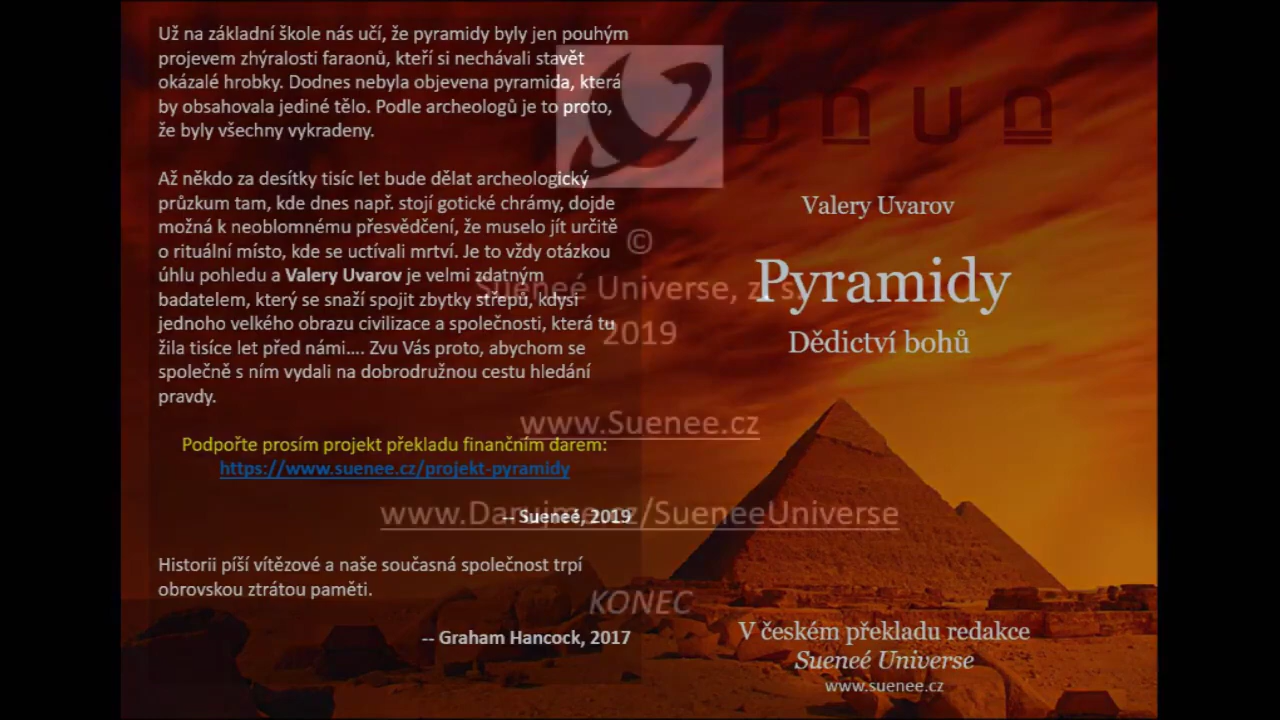 Už na základní škole nás učí, že pyramidy byly jen pouhým
projevem zhýralosti faraonů, kteří si nechávali stavět
okázalé hrobky. Dodnes nebyla objevena pyramida, která
by obsahovala jediné tělo. Podle archeologů je to proto,
že byly všechny vykradeny.
Až někdo za desítky tisíc let bude dělat archeologický
průzkum tam, kde dnes např. stojí gotické chrámy, dojde
možná k neoblomnému přesvědčení, že muselo jít určitě
o rituální místo, kde se uctívali mrtví. Je to vždy otázkou
úhlu pohledu a Valery Uvarov je velmi zdatným
badatelem, který se snaží spojit zbytky střepů, kdysi
jednoho velkého obrazu civilizace a společnosti, která tu
žila tisíce let před námi.... Zvu Vás proto, abychom se
společně s ním vydali na dobrodružnou cestu hledání
pravdy.
Podpořte prosím projekt překladu finančním darem:
https://www.suenee.cz/projekt-pyramidy
-- Sueneé, 2019
Historii píší vítězové a naše současná společnost trpí
obrovskou ztrátou paměti.
-- Graham Hancock, 2017
Valery Uvarov
Pyramidy
Dědictví bohů
V českém překladu redakce
Sueneé Universe
www.suenee.cz
©
Sueneé Universe, z. s.
2019
www.Suenee.cz
www.Darujme.cz/SueneeUniverse
KONEC